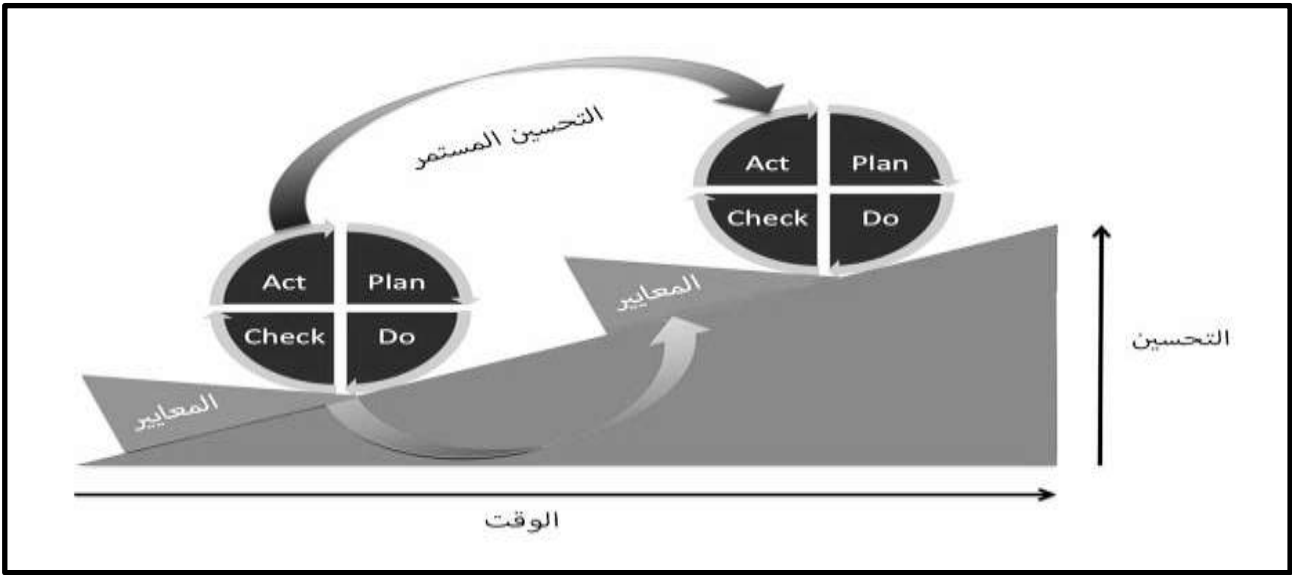 التحسين المستمر
Act Plan
Check Do
المعايير
Act Plan
Check Do
المعايير
التحسين
الوقت